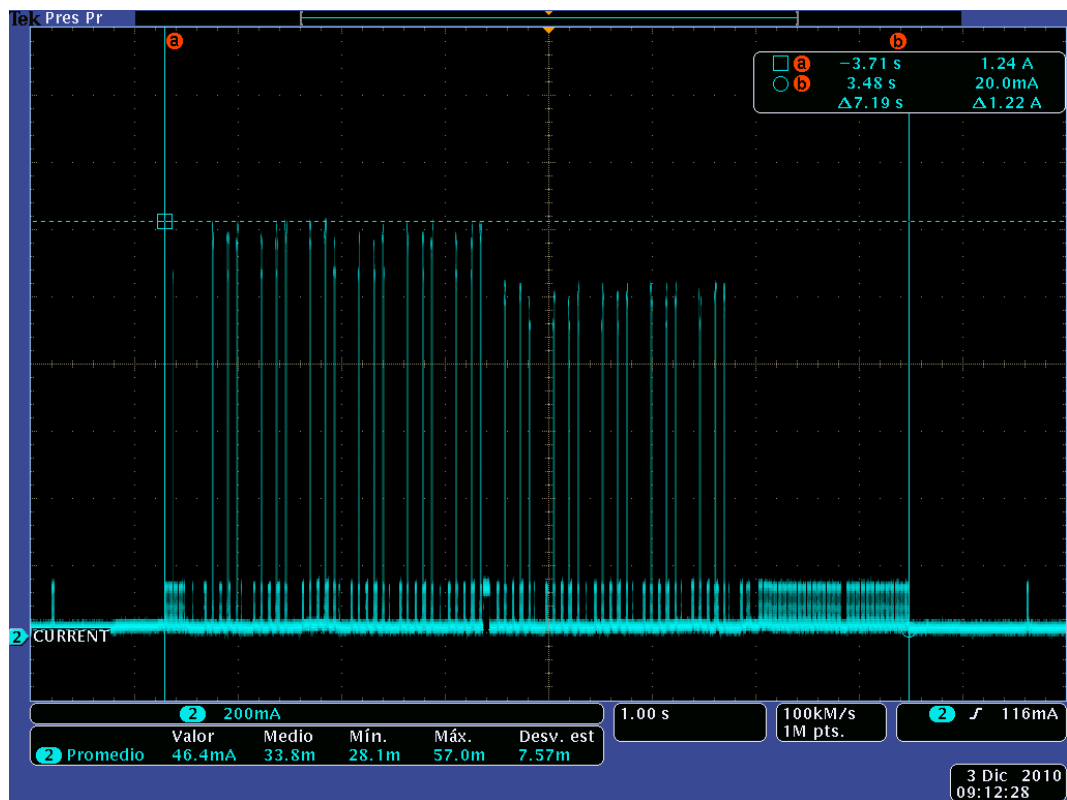 Tek Pres Pr
a
b
a −3.71 s 1.24 A
b 3.48 s 20.0mA
Δ7.19 s Δ1.22 A
2 CURRENT
2 200mA
1.00 s
100kM/s
1M pts.
2 116mA
Valor Medio Mín. Máx. Desv. est
2 Promedio 46.4mA 33.8m 28.1m 57.0m 7.57m
3 Dic 2010
09:12:28